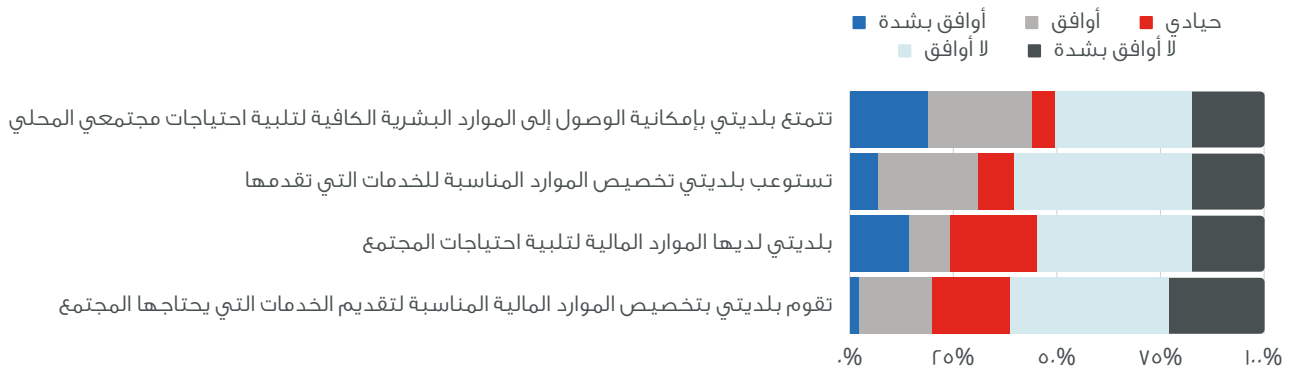 أوافق بشدة أوافق حيادي
لا أوافق لا أوافق بشدة
تتمتع بلديتي بإمكانية الوصول إلى الموارد البشرية الكافية لتلبية احتياجات مجتمعي المحلي
تستوعب بلديتي تخصيص الموارد المناسبة للخدمات التي تقدمها
بلديتي لديها الموارد المالية لتلبية احتياجات المجتمع
تقوم بلديتي بتخصيص الموارد المالية المناسبة لتقديم الخدمات التي يحتاجها المجتمع
٠% ٢٥% ٥٠% ٧٥% ١٠٠%